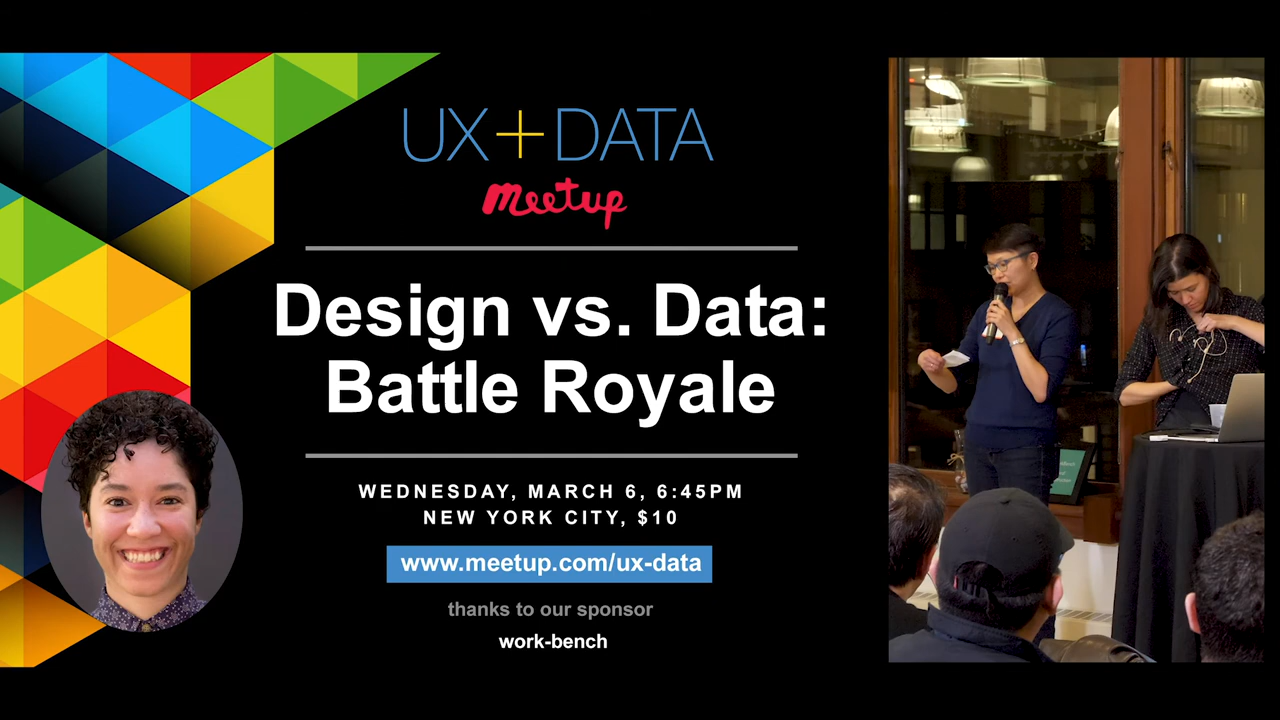 UX+DATA
meetup
Design vs. Data:
Battle Royale
WEDNESDAY, MARCH 6, 6:45PM
NEW YORK CITY, $10
www.meetup.com/ux-data
thanks to our sponsor
work-bench